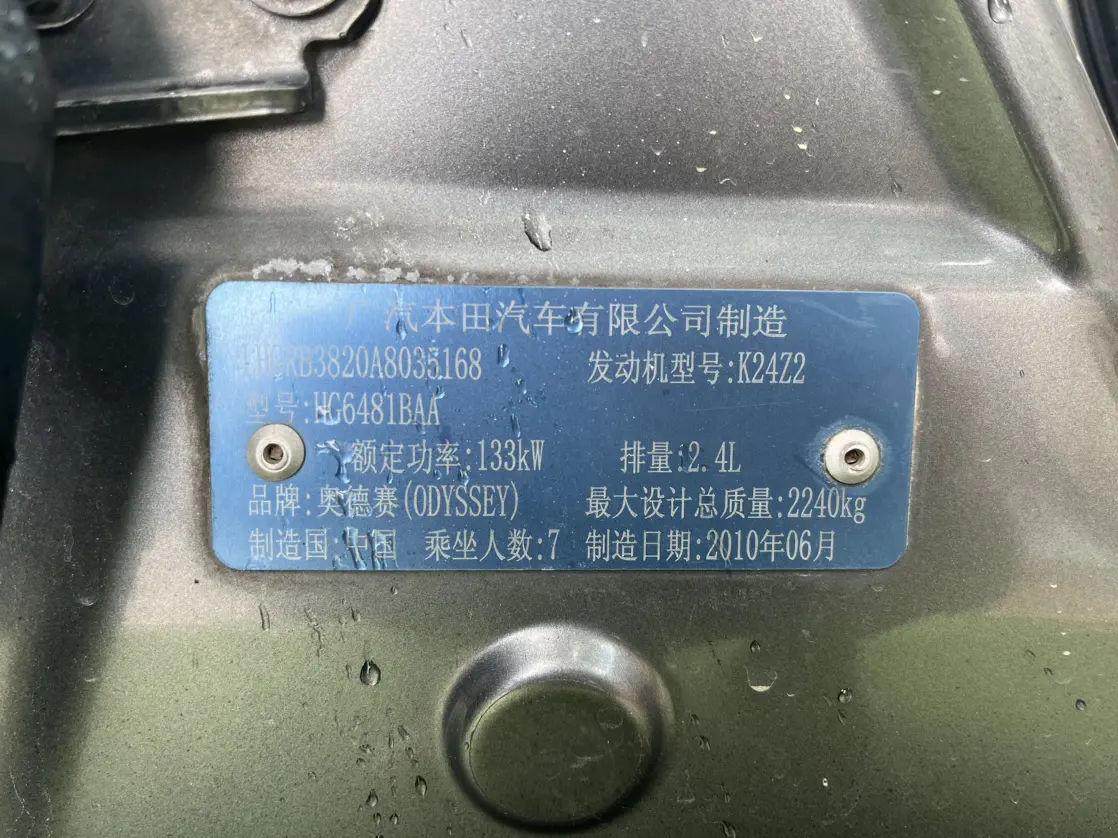 广汽本田汽车有限公司制造
LHGRB3820A8035168 发动机型号:K24Z2
型号:HG6481BAA
额定功率:133kW 排量:2.4L
品牌:奥德赛(ODYSSEY) 最大设计总质量:2240kg
制造国:中国 乘坐人数:7 制造日期:2010年06月